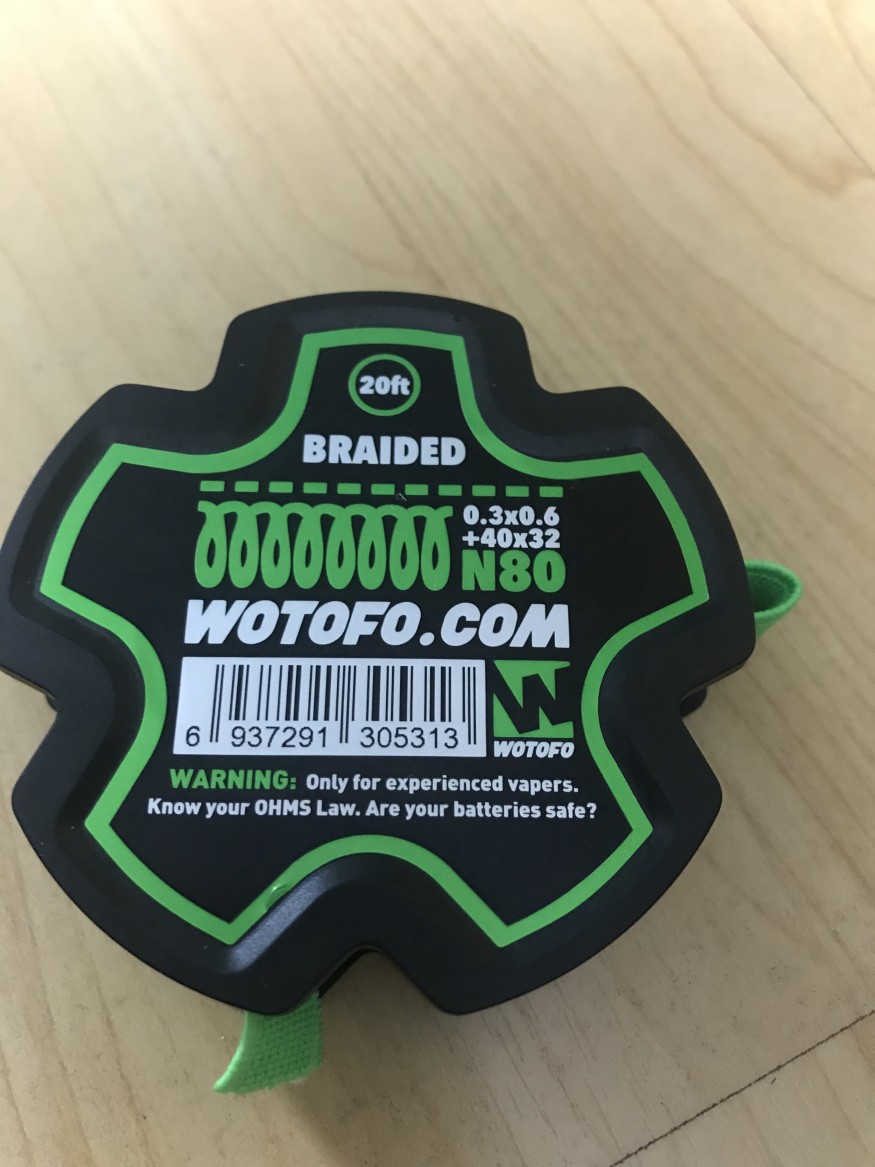 20ft
BRAIDED
0.3x0.6
+40x32
N80
WOTOFO.COM
6 937291 305313
W
WOTOFO
WARNING: Only for experienced vapers.
Know your OHMS Law. Are your batteries safe?